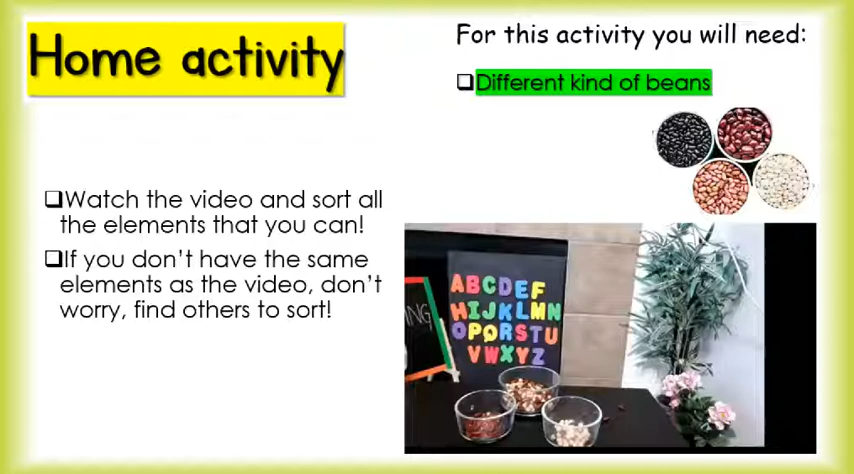 Home activity
For this activity you will need:
Different kind of beans
Watch the video and sort all
the elements that you can!
If you don't have the same
elements as the video, don't
worry, find others to sort!
NG
ABCDEF
HIJKLMN
OPQRSTU
VWXYZ